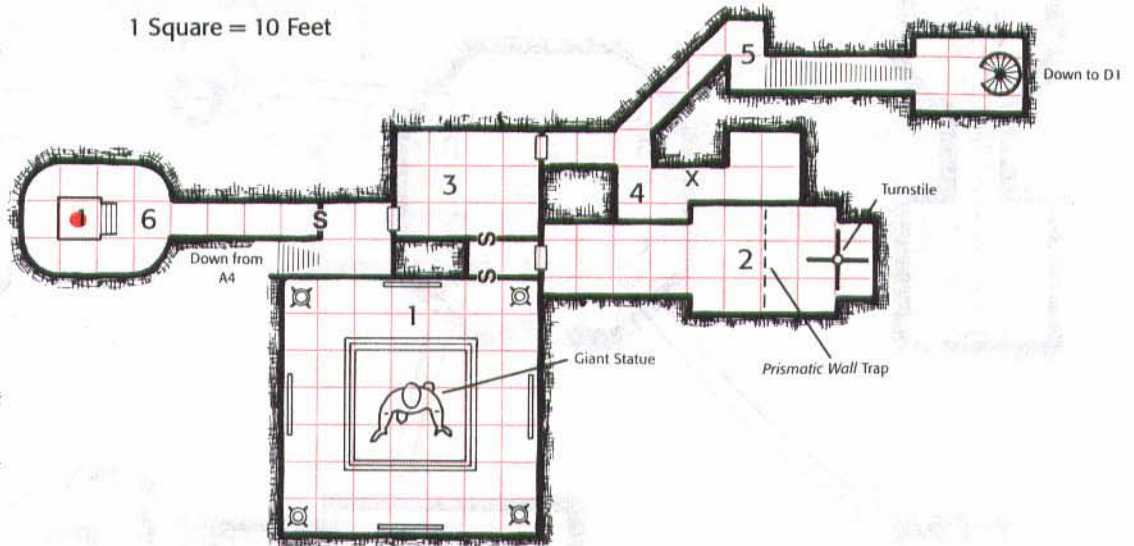 1 Square = 10 Feet
5
Down to D1
3
4
X
Turnstile
6
S
S
Down from
A4
2
S
1
Giant Statue
Prismatic Wall Trap